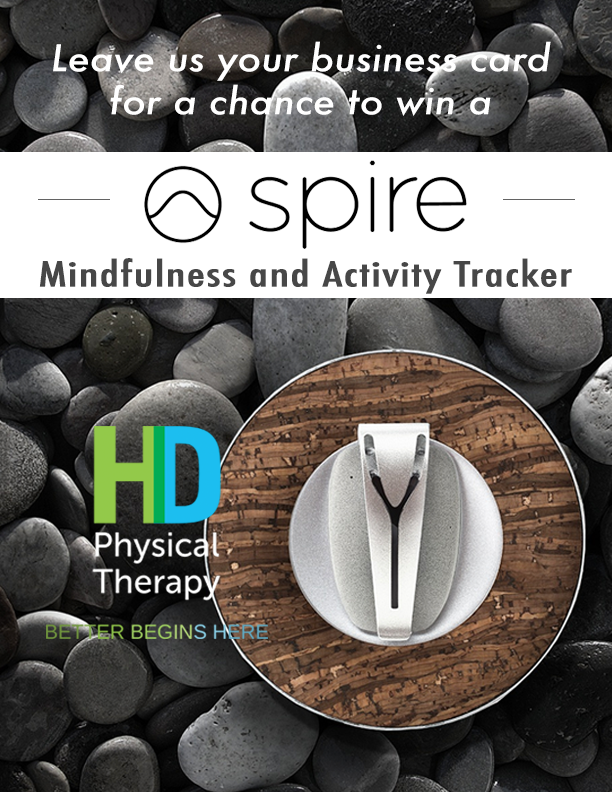 Leave us your business card
for a chance to win a
spire
Mindfulness and Activity Tracker
HD
Physical
Therapy
BETTER BEGINS HERE